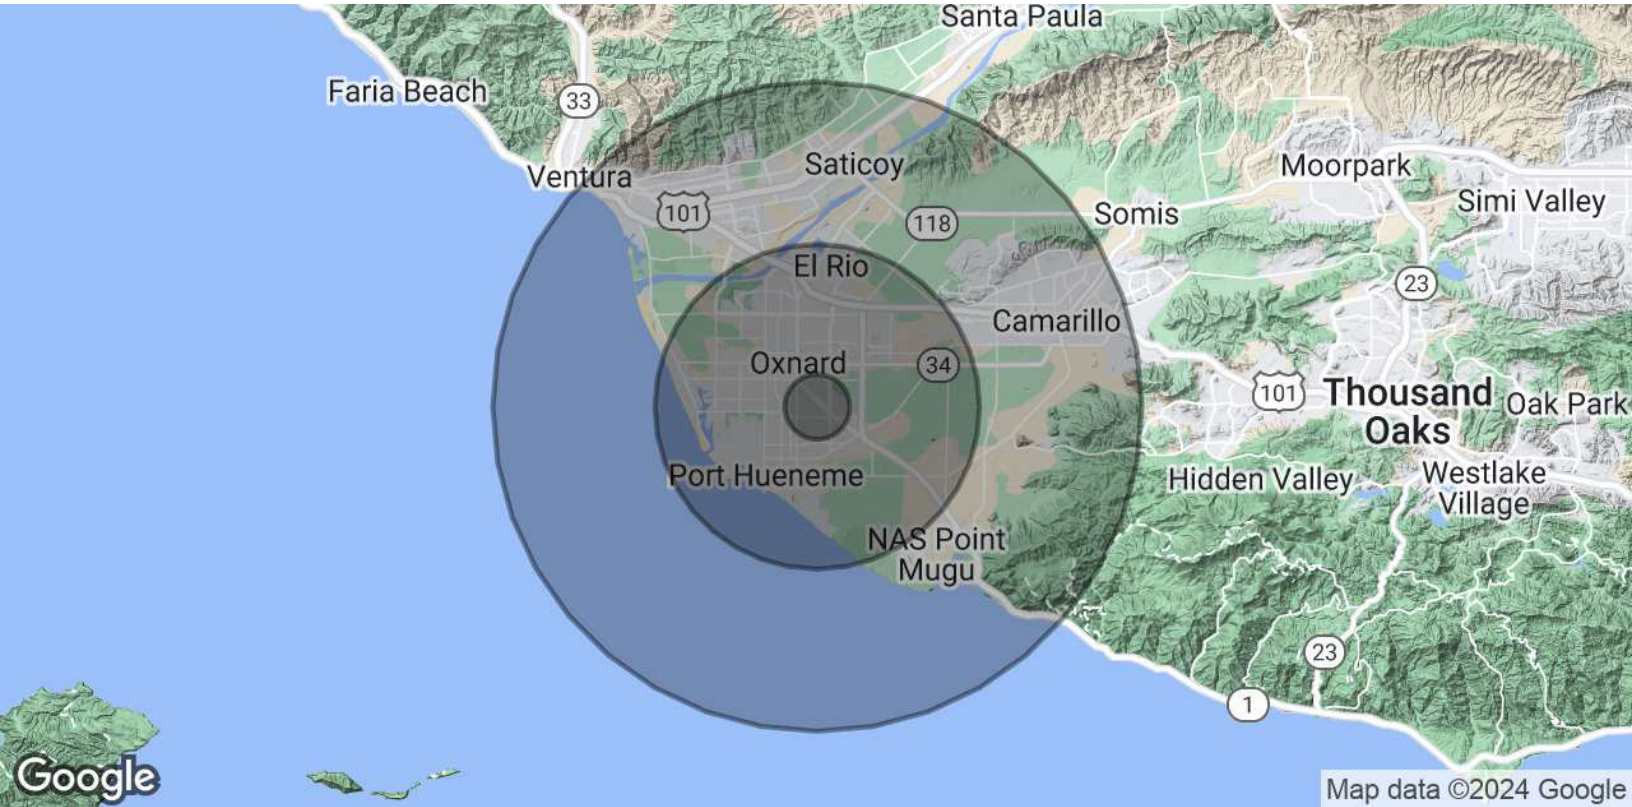 Santa Paula
Faria Beach
33
Ventura
Saticoy
Moorpark
101
118
Somis
Simi Valley
El Rio
23
Camarillo
Oxnard
34
101
Thousand
Oaks
Oak Park
Port Hueneme
Hidden Valley
Westlake
Village
NAS Point
Mugu
23
1
Google
Map data ©2024 Google